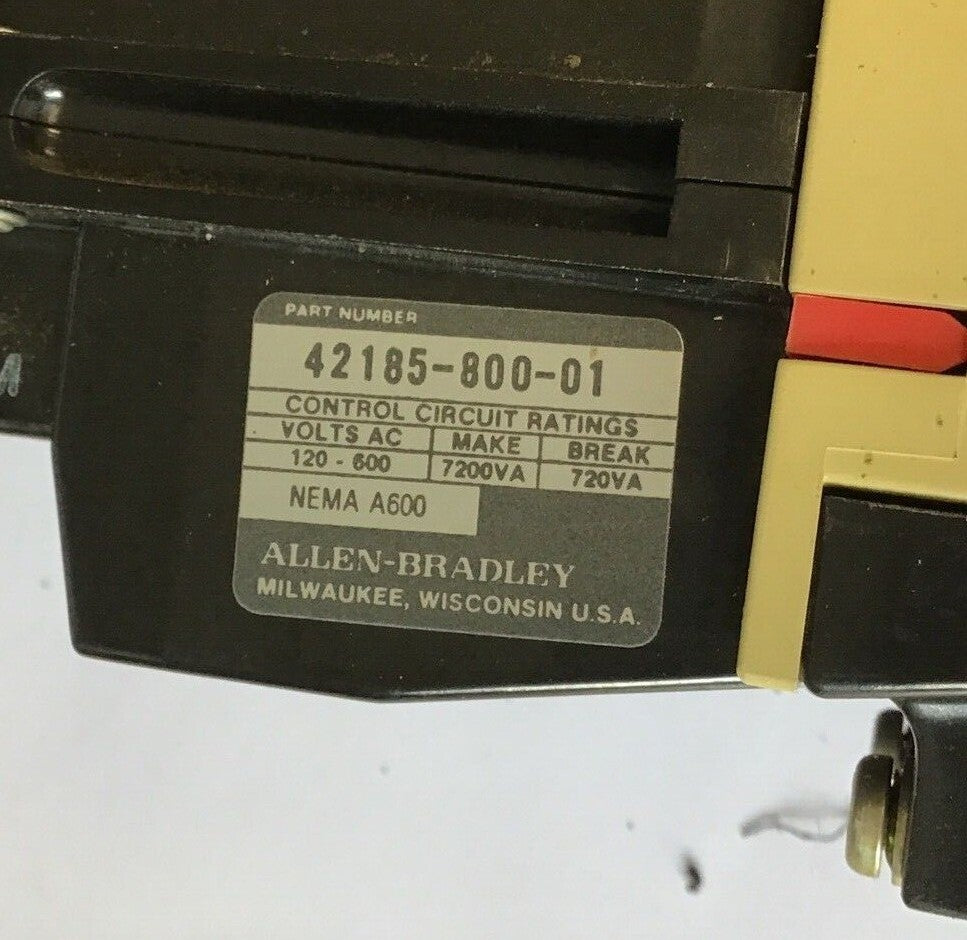 PART NUMBER
42185-800-01
CONTROL CIRCUIT RATINGS
VOLTS AC MAKE BREAK
120-600 7200VA 720VA
NEMA A600
ALLEN-BRADLEY
MILWAUKEE, WISCONSIN U.S.A.